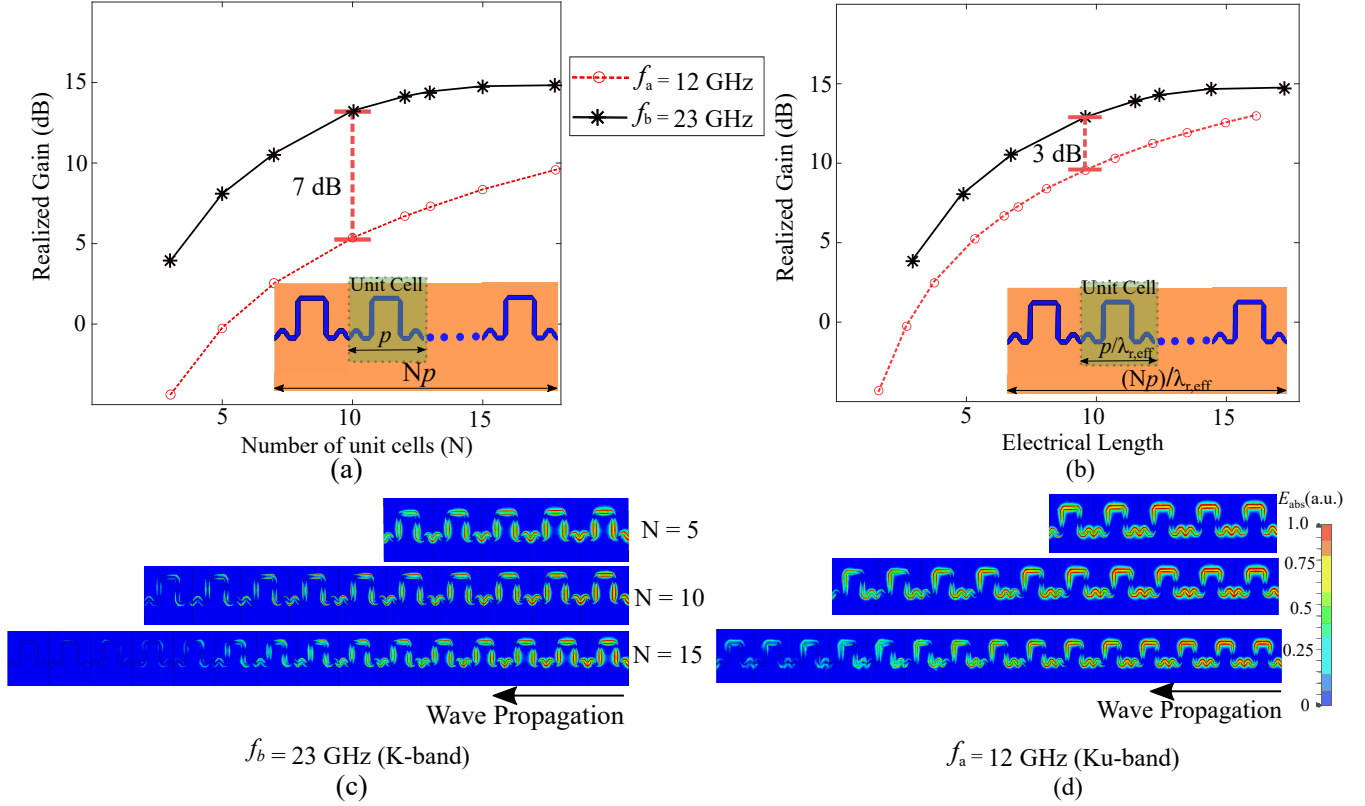 15
10
5
0
Realized Gain (dB)
7 dB
Unit Cell
p
Np
5
10
15
Number of unit cells (N)
(a)
fa = 12 GHz
fb = 23 GHz
15
10
5
0
Realized Gain (dB)
3 dB
Unit Cell
p/λr,eff
(Np)/λr,eff
5
10
15
Electrical Length
(b)
N = 5
N = 10
N = 15
Wave Propagation
fb = 23 GHz (K-band)
(c)
Eabs(a.u.)
1.0
0.75
0.5
0.25
0
Wave Propagation
fa = 12 GHz (Ku-band)
(d)